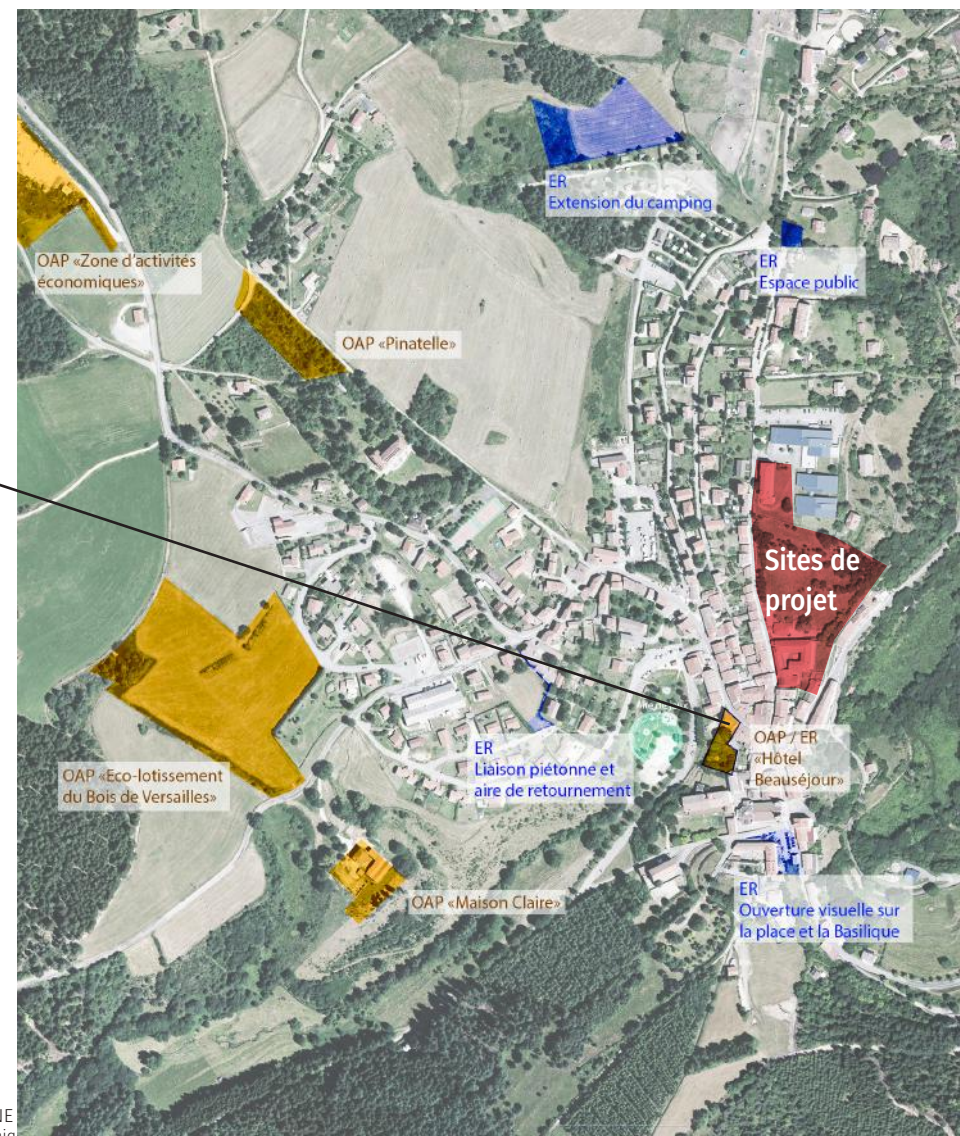 ER
Extension du camping
OAP «Zone d'activités
économiques»
ER
Espace public
OAP «Pinatelle»
Sites de
projet
OAP / ER
«Hôtel
Beauséjour»
ER
Liaison piétonne et
aire de retournement
OAP «Eco-lotissement
du Bois de Versailles»
OAP «Maison Claire»
ER
Ouverture visuelle sur
la place et la Basilique
NE